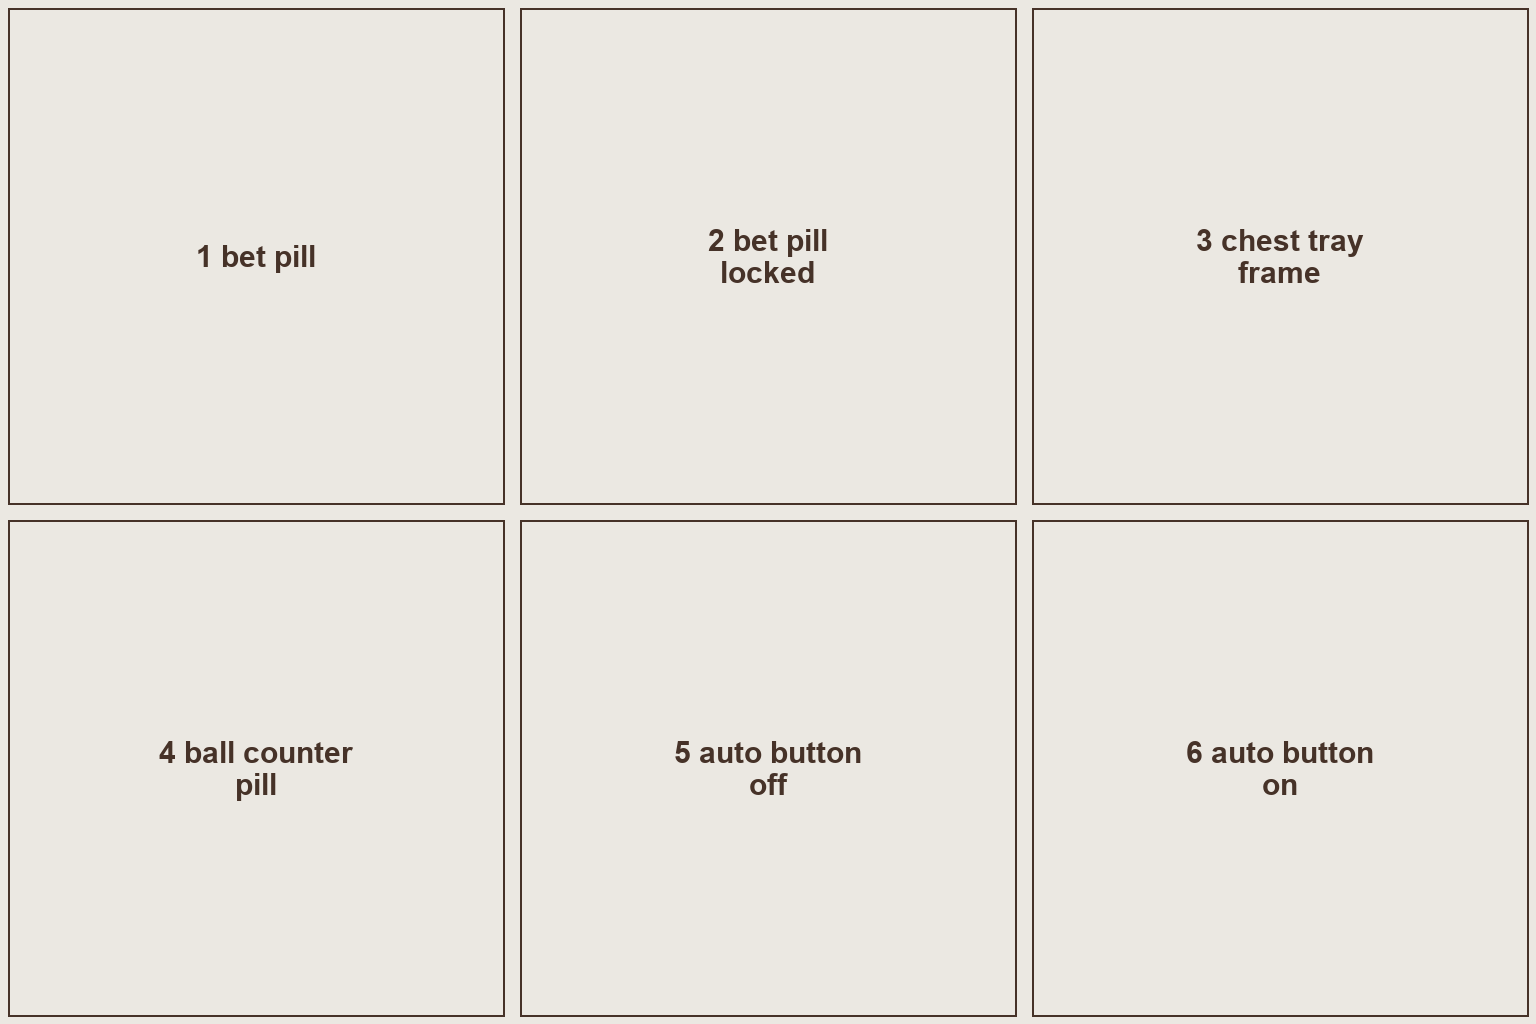 1 bet pill
2 bet pill
locked
3 chest tray
frame
4 ball counter
pill
5 auto button
off
6 auto button
on